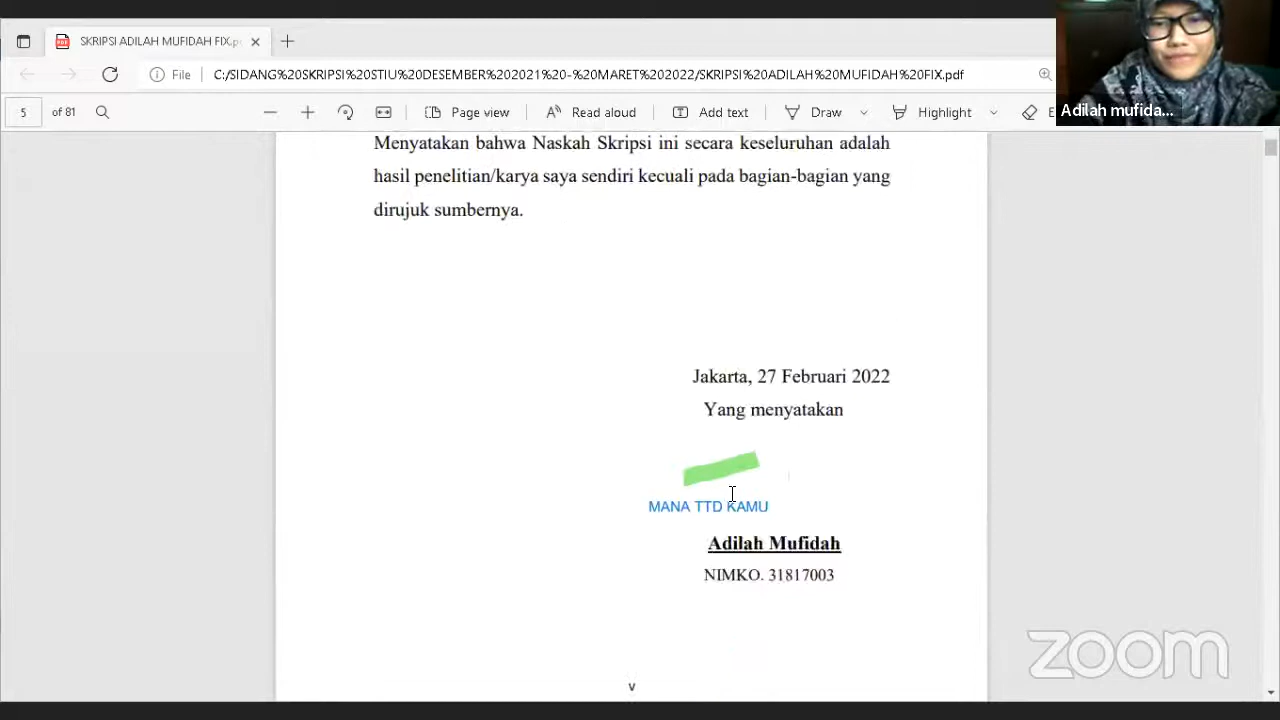 SKRIPSI ADILAH MUFIDAH FIX.p
File
C:/SIDANG%20SKRIPSI%20STIU%20DESEMBER%202021%20-%20MARET%202022/SKRIPSI%20ADILAH%20MUFIDAH%20FIX.pdf
5 of 81
Page view
Read aloud
Add text
Draw
Highlight
E
Adilah mufida...
Menyatakan bahwa Naskah Skripsi ini secara keseluruhan adalah
hasil penelitian/karya saya sendiri kecuali pada bagian-bagian yang
dirujuk sumbernya.
Jakarta, 27 Februari 2022
Yang menyatakan
MANA TTD KAMU
Adilah Mufidah
NIMKO. 31817003
v
zoom